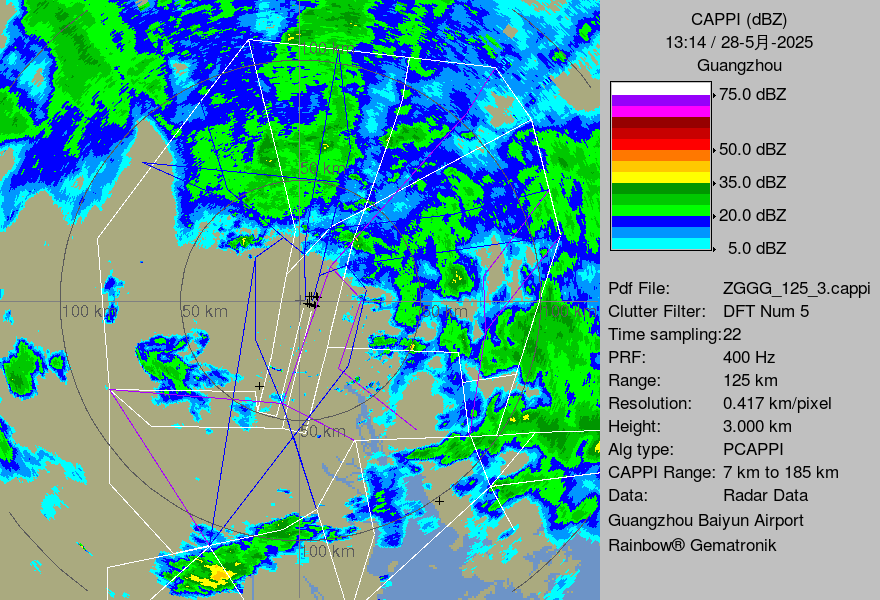 CAPPI (dBZ)
13:14 / 28-5月-2025
Guangzhou
75.0 dBZ
50.0 dBZ
35.0 dBZ
20.0 dBZ
5.0 dBZ
Pdf File: ZGGG_125_3.cappi
Clutter Filter: DFT Num 5
Time sampling:22
PRF: 400 Hz
Range: 125 km
Resolution: 0.417 km/pixel
Height: 3.000 km
Alg type: PCAPPI
CAPPI Range: 7 km to 185 km
Data: Radar Data
Guangzhou Baiyun Airport
Rainbow® Gematronik
100 km
50 km
100 km
50 km
50 km
50 km
100 km